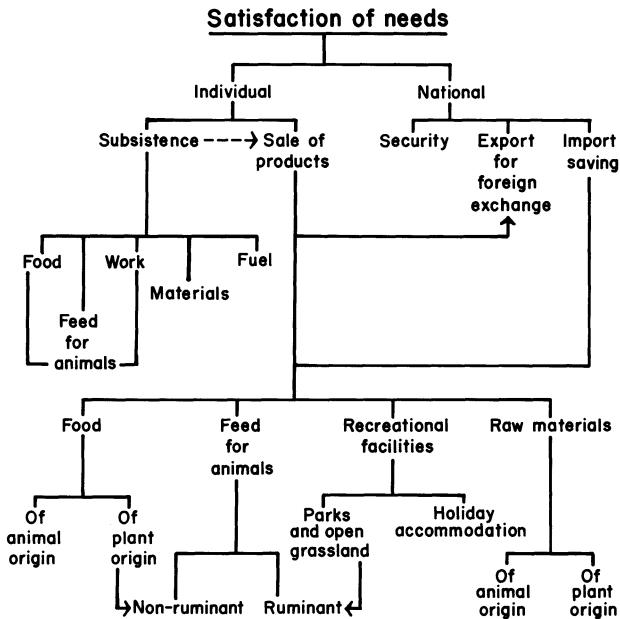 Satisfaction of needs
Individual
National
Subsistence
Sale of
products
Security
Export
for
foreign
exchange
Import
saving
Food
Work
Fuel
Materials
Feed
for
animals
Food
Feed
for
animals
Recreational
facilities
Raw materials
Of
animal
origin
Of
plant
origin
Parks
and open
grassland
Holiday
accommodation
Non-ruminant
Ruminant
Of
animal
origin
Of
plant
origin